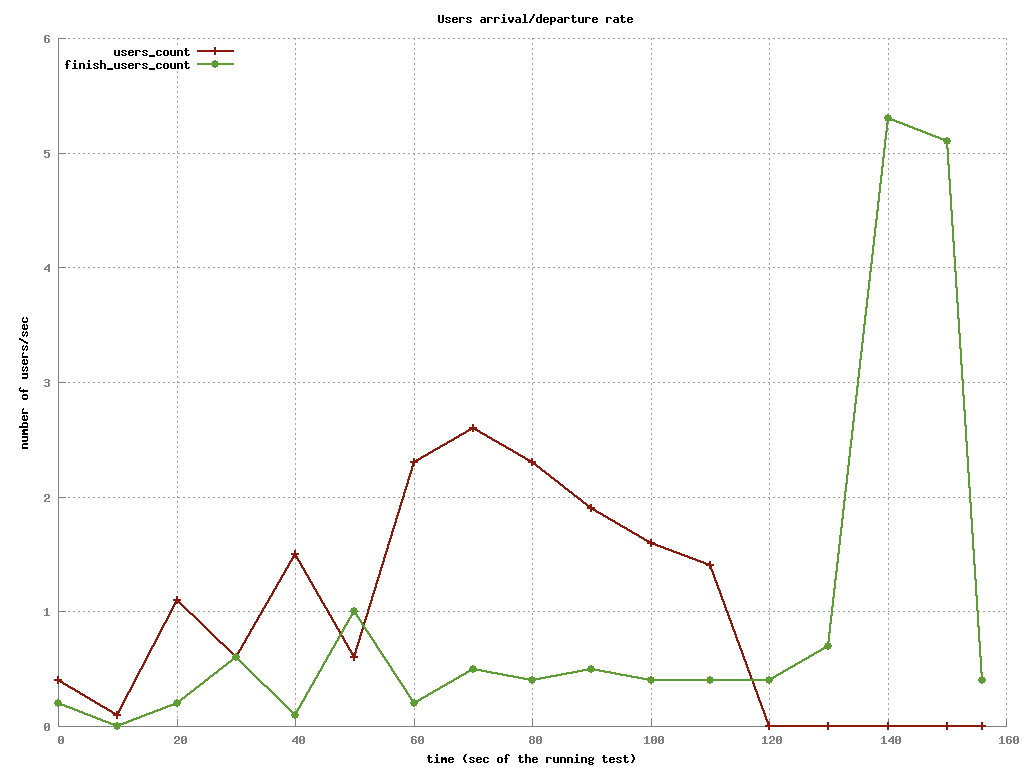 Users arrival/departure rate
users_count
finish_users_count
6
5
4
3
2
1
0
number of users/sec
0 20 40 60 80 100 120 140 160
time (sec of the running test)